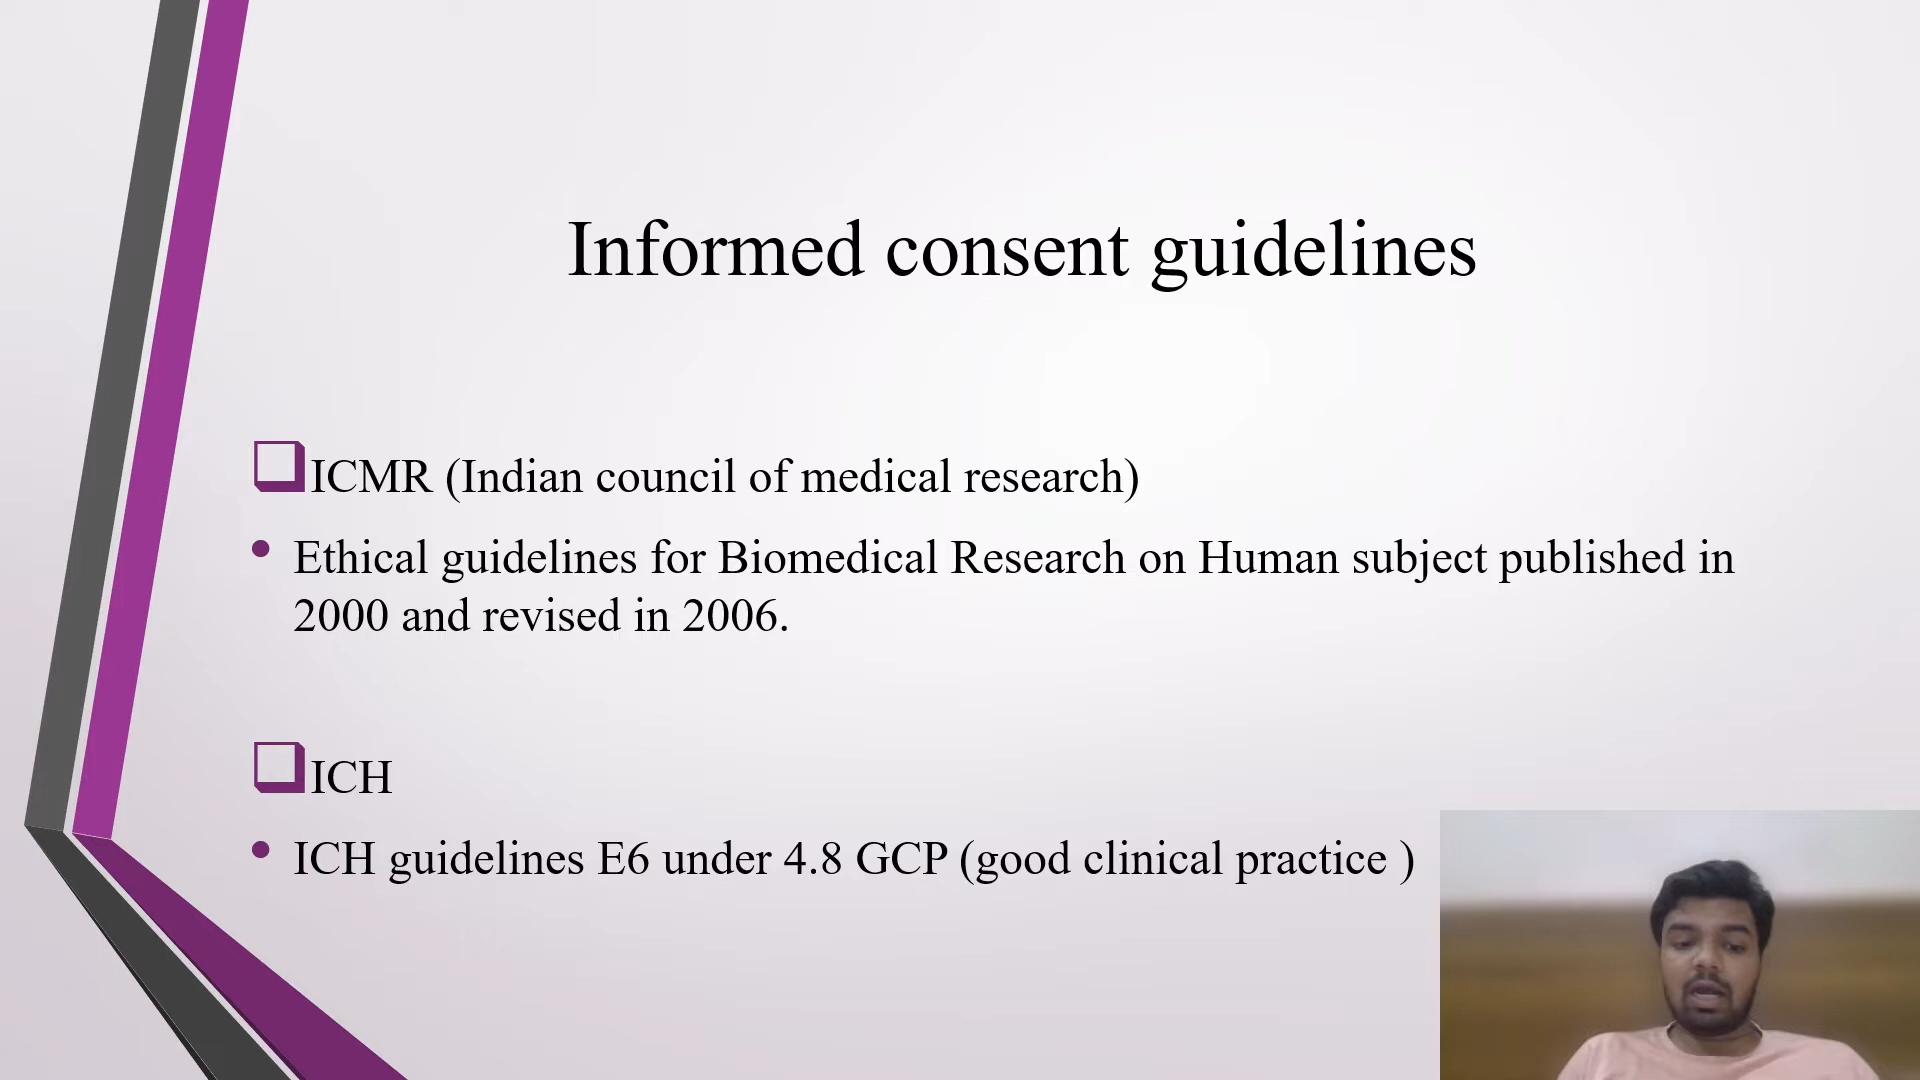 Informed consent guidelines
ICMR (Indian council of medical research)
Ethical guidelines for Biomedical Research on Human subject published in
2000 and revised in 2006.
ICH
ICH guidelines E6 under 4.8 GCP (good clinical practice )